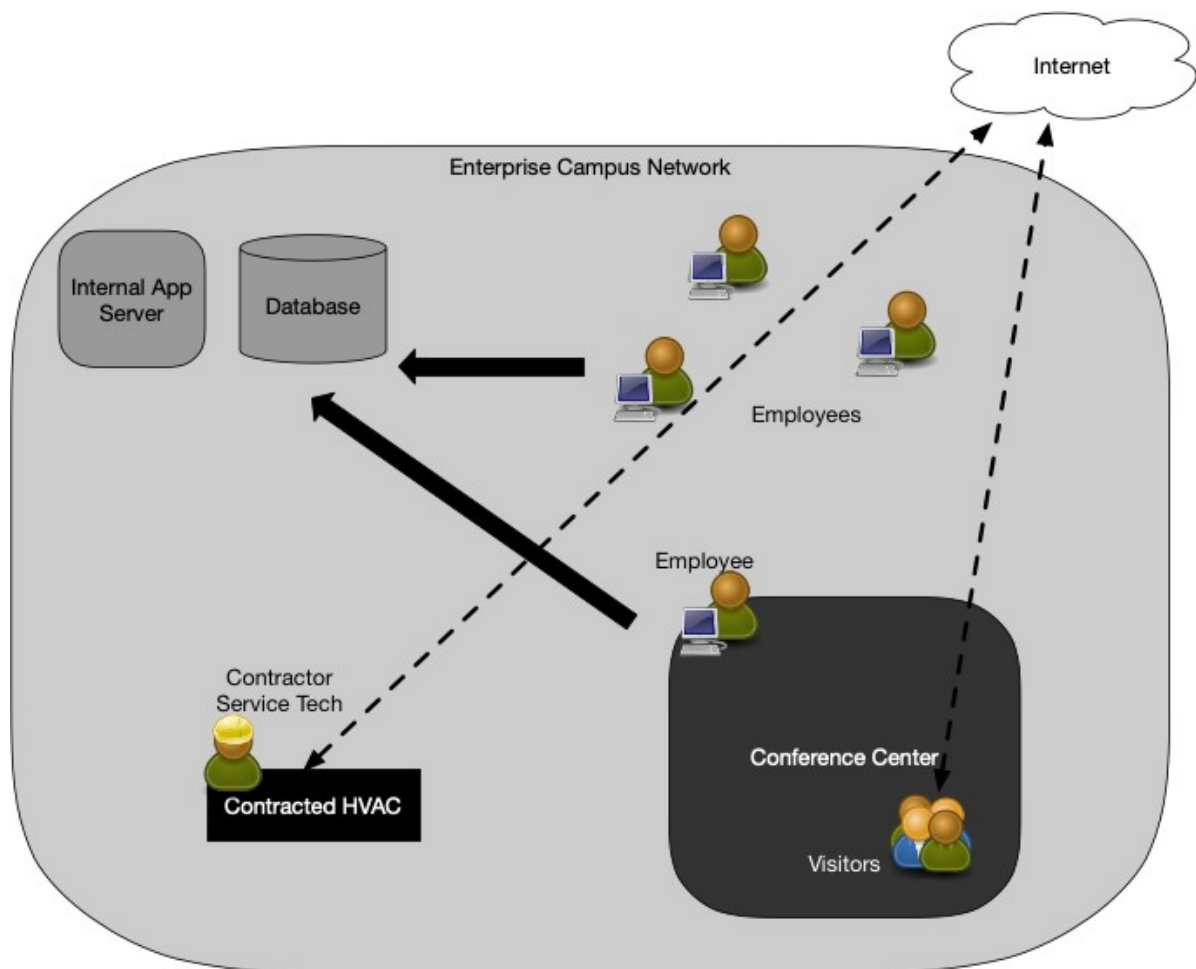 Internet
Enterprise Campus Network
Internal App
Server
Database
Employees
Employee
Contractor
Service Tech
Contracted HVAC
Conference Center
Visitors